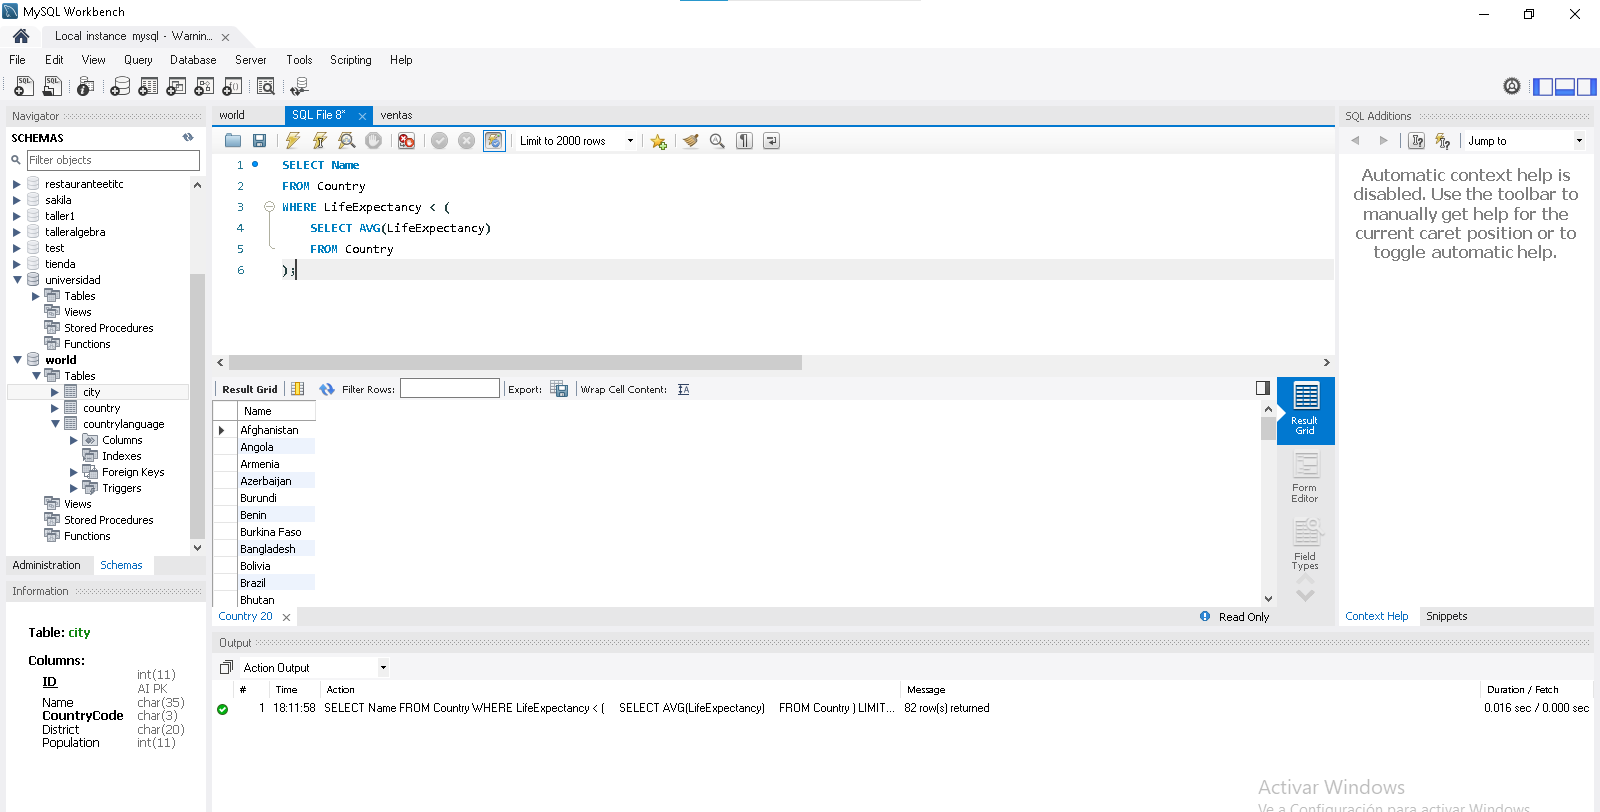 MySQL Workbench
Local instance mysql - Warnin...
File Edit View Query Database Server Tools Scripting Help
Navigator
SCHEMAS
Filter objects
restauranteetitc
sakila
taller1
talleralgebra
test
tienda
universidad
Tables
Views
Stored Procedures
Functions
world
Tables
city
country
countrylanguage
Columns
Indexes
Foreign Keys
Triggers
Views
Stored Procedures
Functions
Administration Schemas
Information
Table: city
Columns:
ID int(11)
AI PK
Name char(35)
CountryCode char(3)
District char(20)
Population int(11)
world SQL File 8* ventas
Limit to 2000 rows
1 SELECT Name
2 FROM Country
3 WHERE LifeExpectancy < (
4 SELECT AVG(LifeExpectancy)
5 FROM Country
6 );
Result Grid Filter Rows: Export: Wrap Cell Content:
Name
Afghanistan
Angola
Armenia
Azerbaijan
Burundi
Benin
Burkina Faso
Bangladesh
Bolivia
Brazil
Bhutan
Result
Grid
Form
Editor
Field
Types
Country 20 Read Only
Output
Action Output
# Time Action Message Duration / Fetch
1 18:11:58 SELECT Name FROM Country WHERE LifeExpectancy < ( SELECT AVG(LifeExpectancy) FROM Country ) LIMIT... 82 row(s) returned 0.016 sec / 0.000 sec
SQL Additions
Jump to
Automatic context help is
disabled. Use the toolbar to
manually get help for the
current caret position or to
toggle automatic help.
Context Help Snippets
Activar Windows
Ve a Configuración para activar Windows.